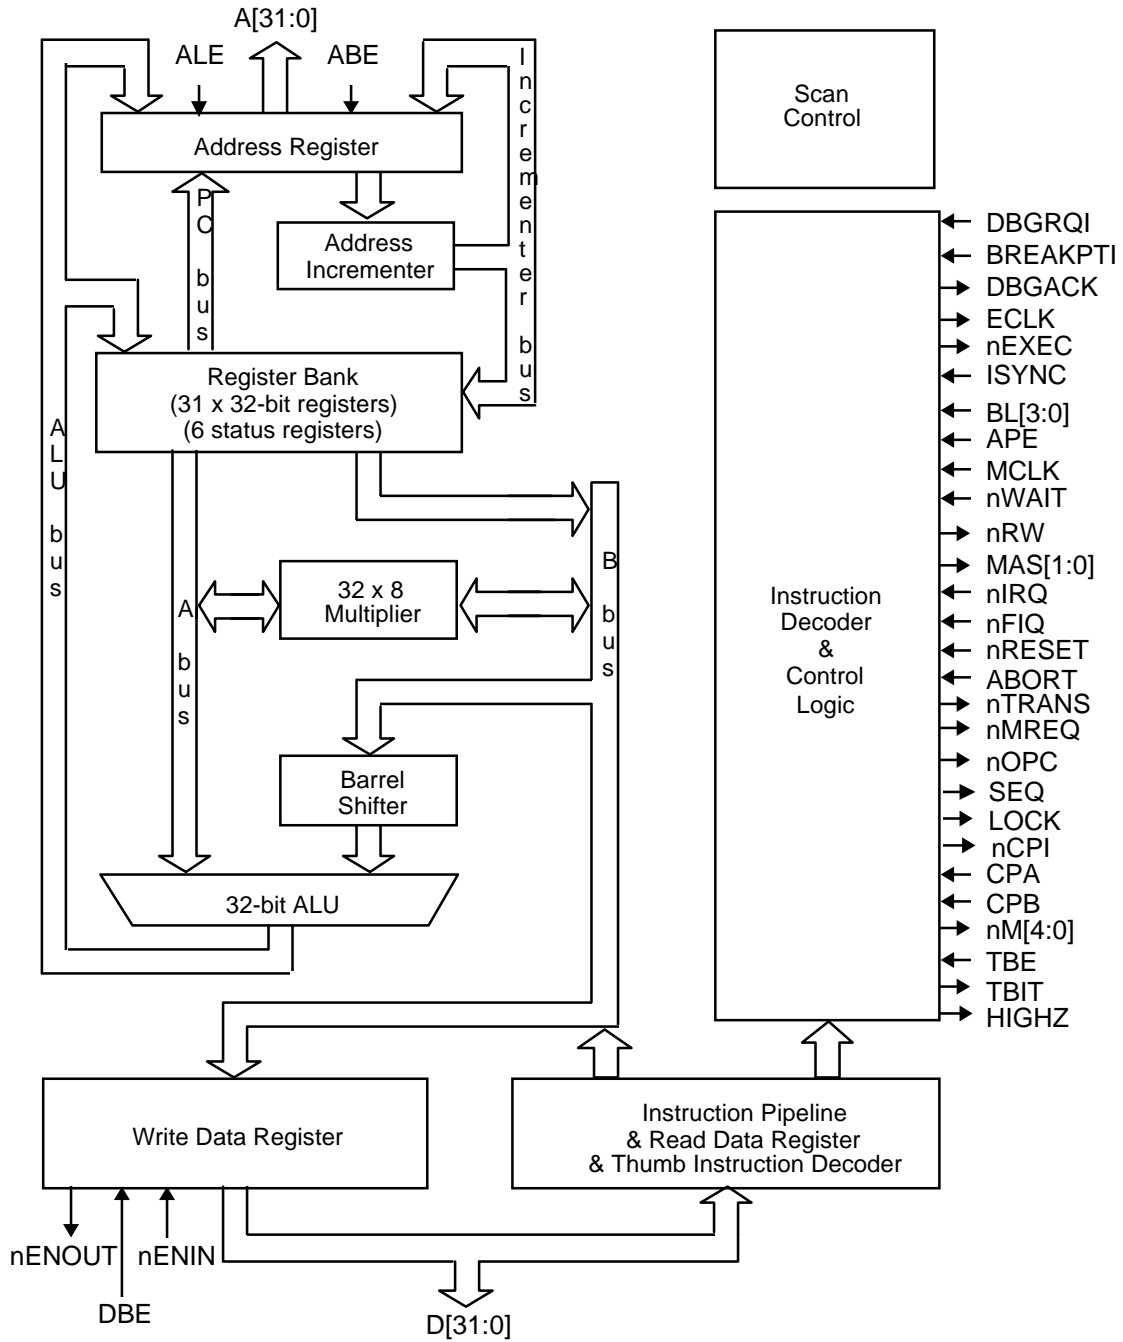 A[31:0]
ALE
ABE
Incrementer bus
Scan
Control
Address Register
PC bus
Address
Incrementer
Register Bank
(31 x 32-bit registers)
(6 status registers)
ALU bus
A bus
B bus
32 x 8
Multiplier
Barrel
Shifter
32-bit ALU
Instruction
Decoder
&
Control
Logic
DBGRQI
BREAKPTI
DBGACK
ECLK
nEXEC
ISYNC
BL[3:0]
APE
MCLK
nWAIT
nRW
MAS[1:0]
nIRQ
nFIQ
nRESET
ABORT
nTRANS
nMREQ
nOPC
SEQ
LOCK
nCPI
CPA
CPB
nM[4:0]
TBE
TBIT
HIGHZ
Write Data Register
Instruction Pipeline
& Read Data Register
& Thumb Instruction Decoder
nENOUT
nENIN
DBE
D[31:0]